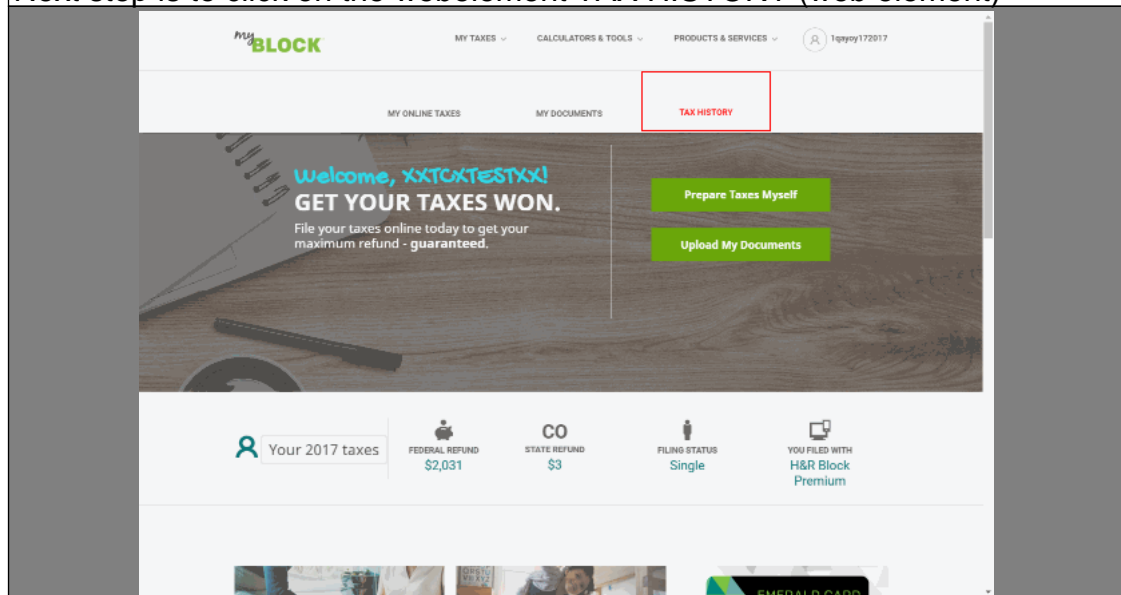 Next step is to click on the webelement TAX HISTORY (web-element)
my BLOCK
MY TAXES
CALCULATORS & TOOLS
PRODUCTS & SERVICES
1qayoy172017
MY ONLINE TAXES
MY DOCUMENTS
TAX HISTORY
Welcome, XXTCXTESTXX!
GET YOUR TAXES WON.
File your taxes online today to get your
maximum refund - guaranteed.
Prepare Taxes Myself
Upload My Documents
Your 2017 taxes
FEDERAL REFUND
$2,031
CO
STATE REFUND
$3
FILING STATUS
Single
YOU FILED WITH
H&R Block
Premium
EMERALD CARD